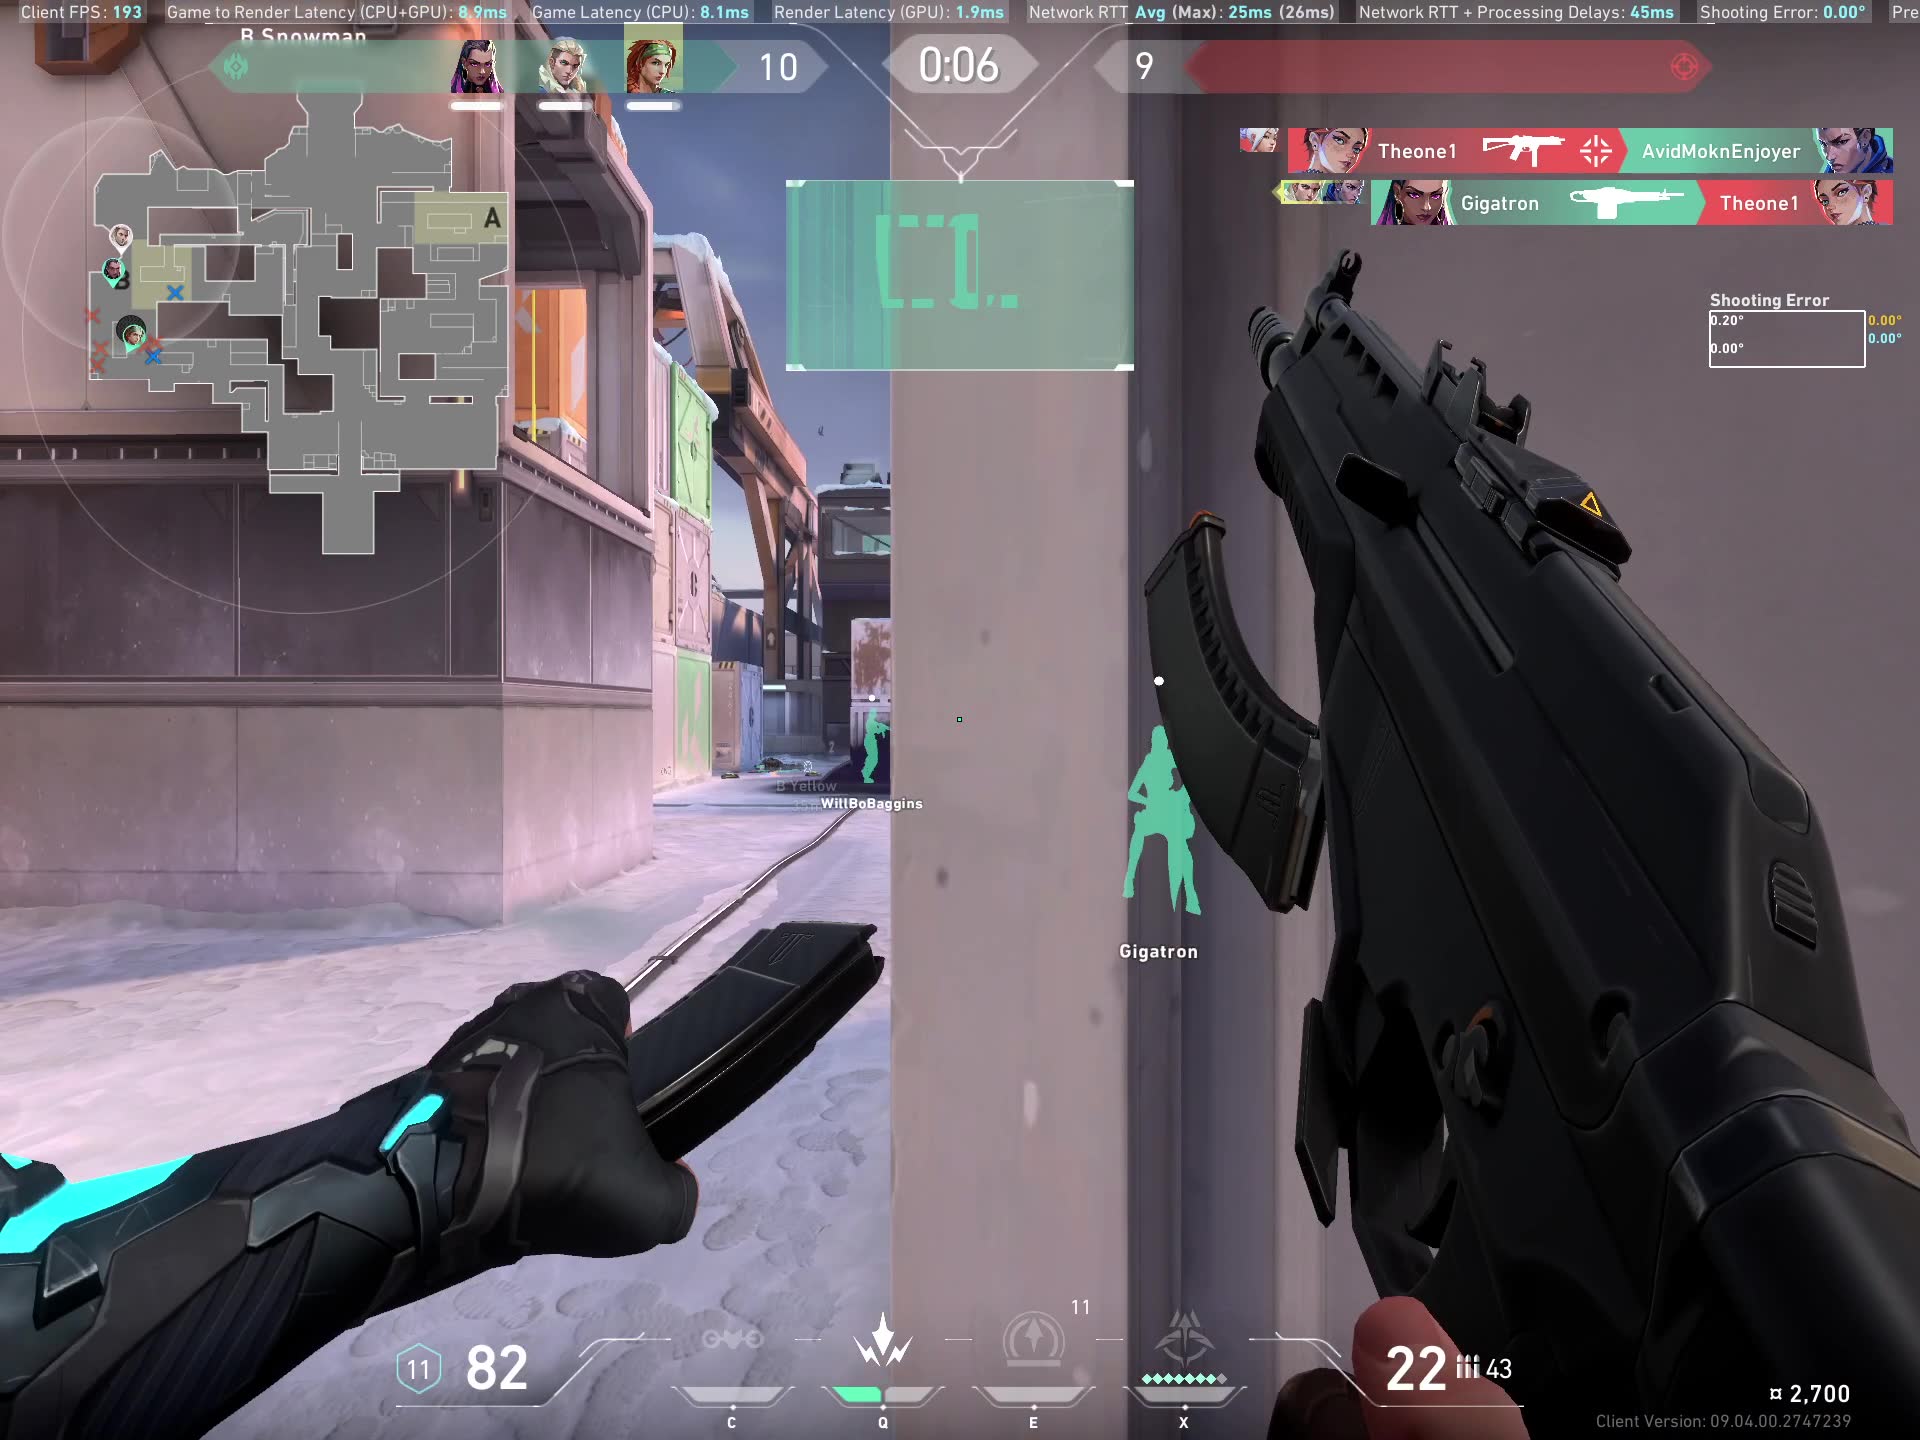 Client FPS: 193 Game to Render Latency (CPU+GPU): 8.9ms Game Latency (CPU): 8.1ms Render Latency (GPU): 1.9ms Network RTT Avg (Max): 25ms (26ms) Network RTT + Processing Delays: 45ms Shooting Error: 0.00° Pre
B Snowman
10 0:06 9
Theone1 AvidMoknEnjoyer
Gigatron Theone1
A
B
Shooting Error
0.20° 0.00°
0.00° 0.00°
B Yellow
WillBoBaggins
Gigatron
11
11 82 22 43
¤ 2,700
C Q E X
Client Version: 09.04.00.2747239